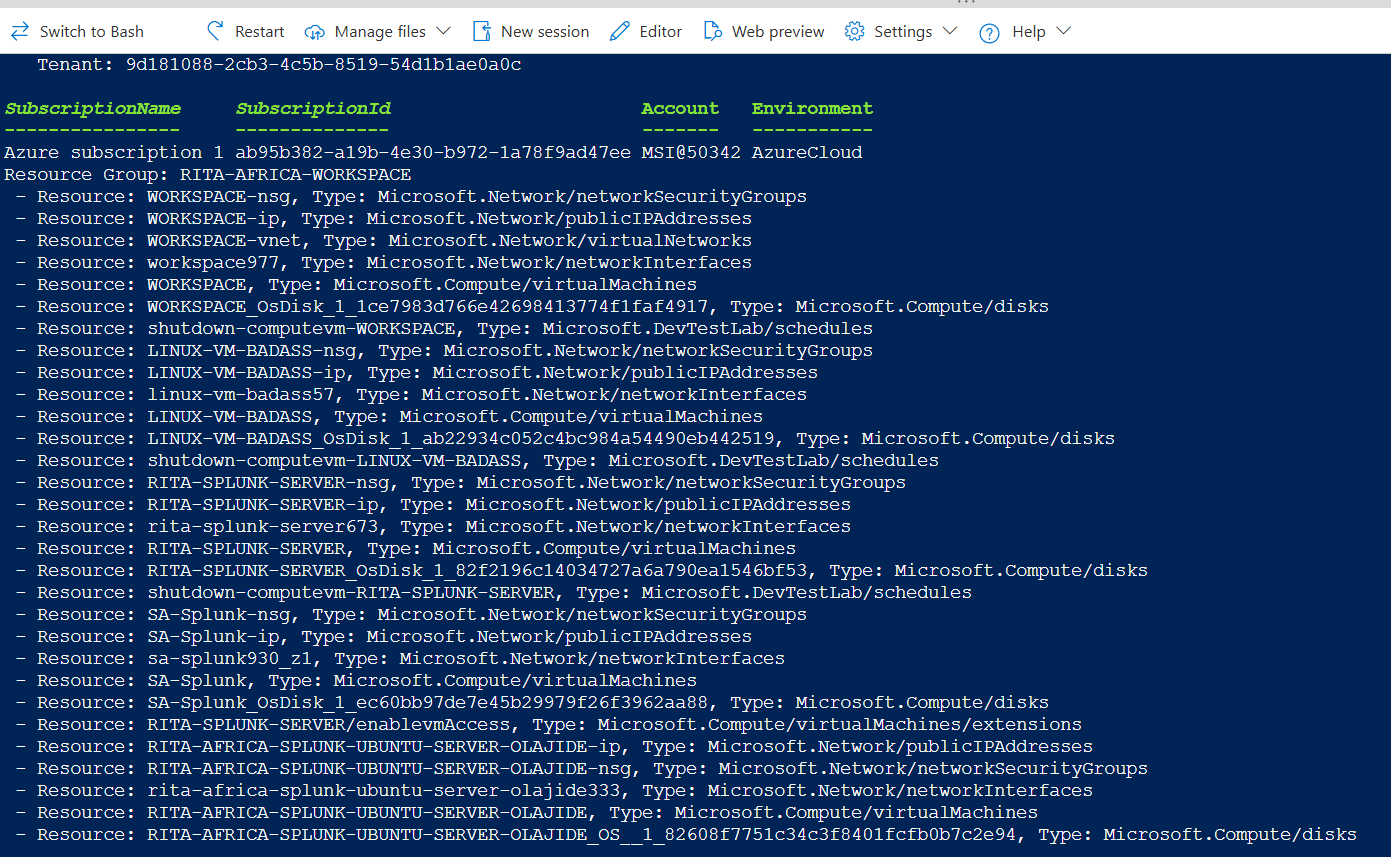 Switch to Bash Restart Manage files New session Editor Web preview Settings Help
Tenant: 9d181088-2cb3-4c5b-8519-54d1b1ae0a0c
SubscriptionName SubscriptionId Account Environment
---------------- -------------- ------- -----------
Azure subscription 1 ab95b382-a19b-4e30-b972-1a78f9ad47ee MSI@50342 AzureCloud
Resource Group: RITA-AFRICA-WORKSPACE
- Resource: WORKSPACE-nsg, Type: Microsoft.Network/networkSecurityGroups
- Resource: WORKSPACE-ip, Type: Microsoft.Network/publicIPAddresses
- Resource: WORKSPACE-vnet, Type: Microsoft.Network/virtualNetworks
- Resource: workspace977, Type: Microsoft.Network/networkInterfaces
- Resource: WORKSPACE, Type: Microsoft.Compute/virtualMachines
- Resource: WORKSPACE_OsDisk_1_1ce7983d766e42698413774f1faf4917, Type: Microsoft.Compute/disks
- Resource: shutdown-computevm-WORKSPACE, Type: Microsoft.DevTestLab/schedules
- Resource: LINUX-VM-BADASS-nsg, Type: Microsoft.Network/networkSecurityGroups
- Resource: LINUX-VM-BADASS-ip, Type: Microsoft.Network/publicIPAddresses
- Resource: linux-vm-badass57, Type: Microsoft.Network/networkInterfaces
- Resource: LINUX-VM-BADASS, Type: Microsoft.Compute/virtualMachines
- Resource: LINUX-VM-BADASS_OsDisk_1_ab22934c052c4bc984a54490eb442519, Type: Microsoft.Compute/disks
- Resource: shutdown-computevm-LINUX-VM-BADASS, Type: Microsoft.DevTestLab/schedules
- Resource: RITA-SPLUNK-SERVER-nsg, Type: Microsoft.Network/networkSecurityGroups
- Resource: RITA-SPLUNK-SERVER-ip, Type: Microsoft.Network/publicIPAddresses
- Resource: rita-splunk-server673, Type: Microsoft.Network/networkInterfaces
- Resource: RITA-SPLUNK-SERVER, Type: Microsoft.Compute/virtualMachines
- Resource: RITA-SPLUNK-SERVER_OsDisk_1_82f2196c14034727a6a790ea1546bf53, Type: Microsoft.Compute/disks
- Resource: shutdown-computevm-RITA-SPLUNK-SERVER, Type: Microsoft.DevTestLab/schedules
- Resource: SA-Splunk-nsg, Type: Microsoft.Network/networkSecurityGroups
- Resource: SA-Splunk-ip, Type: Microsoft.Network/publicIPAddresses
- Resource: sa-splunk930_z1, Type: Microsoft.Network/networkInterfaces
- Resource: SA-Splunk, Type: Microsoft.Compute/virtualMachines
- Resource: SA-Splunk_OsDisk_1_ec60bb97de7e45b29979f26f3962aa88, Type: Microsoft.Compute/disks
- Resource: RITA-SPLUNK-SERVER/enablevmAccess, Type: Microsoft.Compute/virtualMachines/extensions
- Resource: RITA-AFRICA-SPLUNK-UBUNTU-SERVER-OLAJIDE-ip, Type: Microsoft.Network/publicIPAddresses
- Resource: RITA-AFRICA-SPLUNK-UBUNTU-SERVER-OLAJIDE-nsg, Type: Microsoft.Network/networkSecurityGroups
- Resource: rita-africa-splunk-ubuntu-server-olajide333, Type: Microsoft.Network/networkInterfaces
- Resource: RITA-AFRICA-SPLUNK-UBUNTU-SERVER-OLAJIDE, Type: Microsoft.Compute/virtualMachines
- Resource: RITA-AFRICA-SPLUNK-UBUNTU-SERVER-OLAJIDE_OS__1_82608f7751c34c3f8401fcfb0b7c2e94, Type: Microsoft.Compute/disks